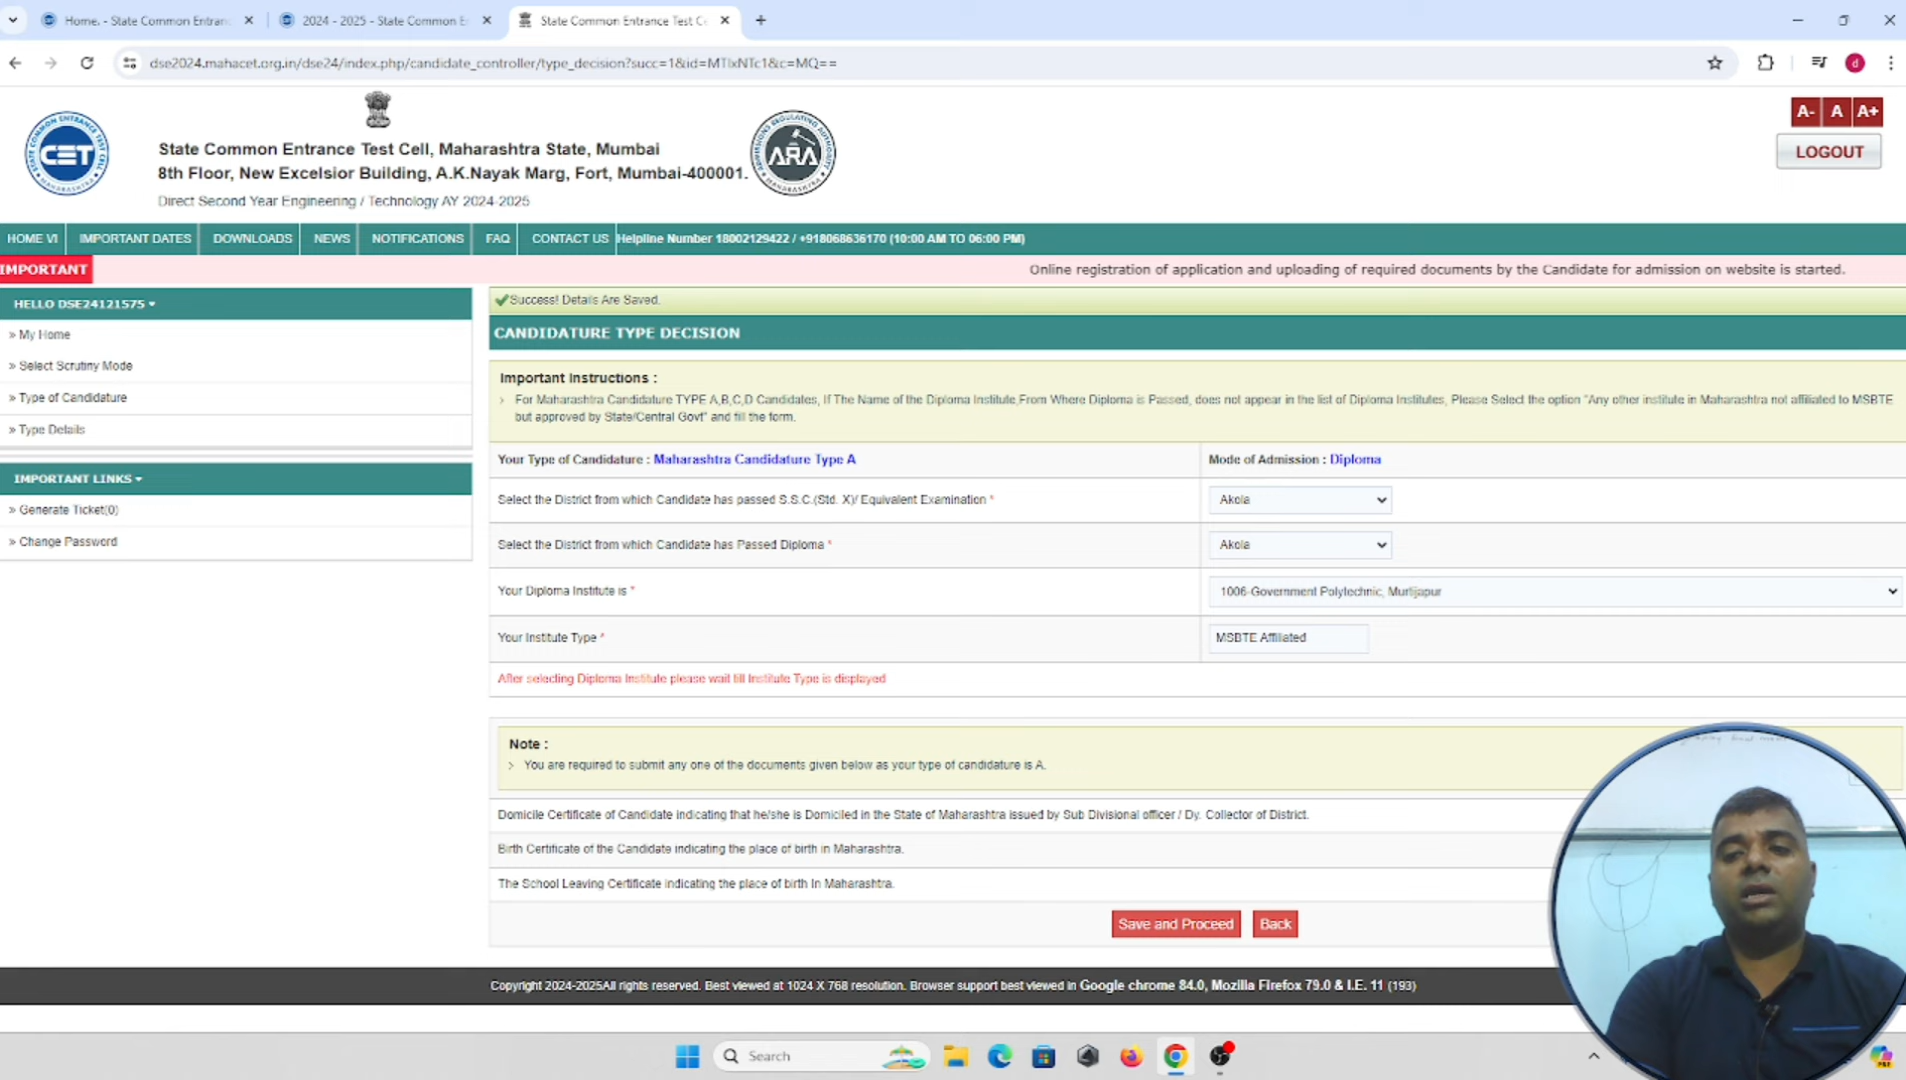 Home. - State Common Entran
2024 - 2025 - State Common E
State Common Entrance Test C
dse2024.mahacet.org.in/dse24/index.php/candidate_controller/type_decision?succ=1&id=MTIxNTc1&c=MQ==
A- A A+
LOGOUT
STATE COMMON ENTRANCE TEST CELL
CET
State Common Entrance Test Cell, Maharashtra State, Mumbai
8th Floor, New Excelsior Building, A.K.Nayak Marg, Fort, Mumbai-400001.
Direct Second Year Engineering / Technology AY 2024-2025
ADMISSIONS REGULATING AUTHORITY
ARA
HOME VI IMPORTANT DATES DOWNLOADS NEWS NOTIFICATIONS FAQ CONTACT US Helpline Number 18002129422 / +918068636170 (10:00 AM TO 06:00 PM)
IMPORTANT
Online registration of application and uploading of required documents by the Candidate for admission on website is started.
HELLO DSE24121575
» My Home
» Select Scrutiny Mode
» Type of Candidature
» Type Details
IMPORTANT LINKS
» Generate Ticket(0)
» Change Password
Success! Details Are Saved.
CANDIDATURE TYPE DECISION
Important Instructions :
For Maharashtra Candidature TYPE A,B,C,D Candidates, If The Name of the Diploma Institute,From Where Diploma is Passed, does not appear in the list of Diploma Institutes, Please Select the option "Any other institute in Maharashtra not affiliated to MSBTE
but approved by State/Central Govt" and fill the form.
Your Type of Candidature : Maharashtra Candidature Type A
Mode of Admission : Diploma
Select the District from which Candidate has passed S.S.C.(Std. X)/ Equivalent Examination *
Akola
Select the District from which Candidate has Passed Diploma *
Akola
Your Diploma Institute is *
1006-Government Polytechnic, Murtijapur
Your Institute Type *
MSBTE Affiliated
After selecting Diploma Institute please wait till Institute Type is displayed
Note :
You are required to submit any one of the documents given below as your type of candidature is A.
Domicile Certificate of Candidate indicating that he/she is Domiciled in the State of Maharashtra issued by Sub Divisional officer / Dy. Collector of District.
Birth Certificate of the Candidate indicating the place of birth in Maharashtra.
The School Leaving Certificate indicating the place of birth in Maharashtra.
Save and Proceed Back
Copyright 2024-2025All rights reserved. Best viewed at 1024 X 768 resolution. Browser support best viewed in Google chrome 84.0, Mozilla Firefox 79.0 & I.E. 11 (193)
Search